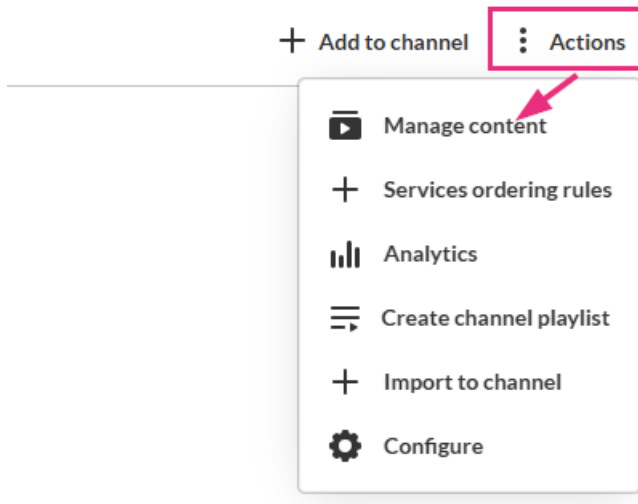 Add to channel Actions
Manage content
Services ordering rules
Analytics
Create channel playlist
Import to channel
Configure